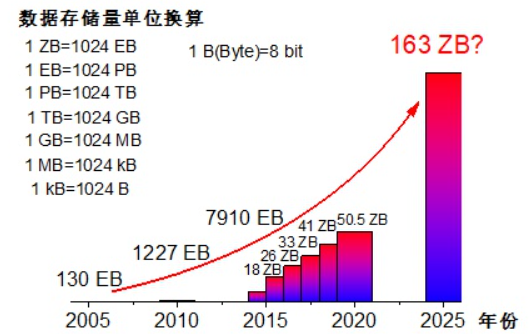 数据存储量单位换算
1 ZB=1024 EB
1 EB=1024 PB
1 PB=1024 TB
1 TB=1024 GB
1 GB=1024 MB
1 MB=1024 kB
1 kB=1024 B
1 B(Byte)=8 bit
163 ZB?
130 EB
1227 EB
7910 EB
18 ZB
26 ZB
33 ZB
41 ZB
50.5 ZB
2005 2010 2015 2020 2025 年份